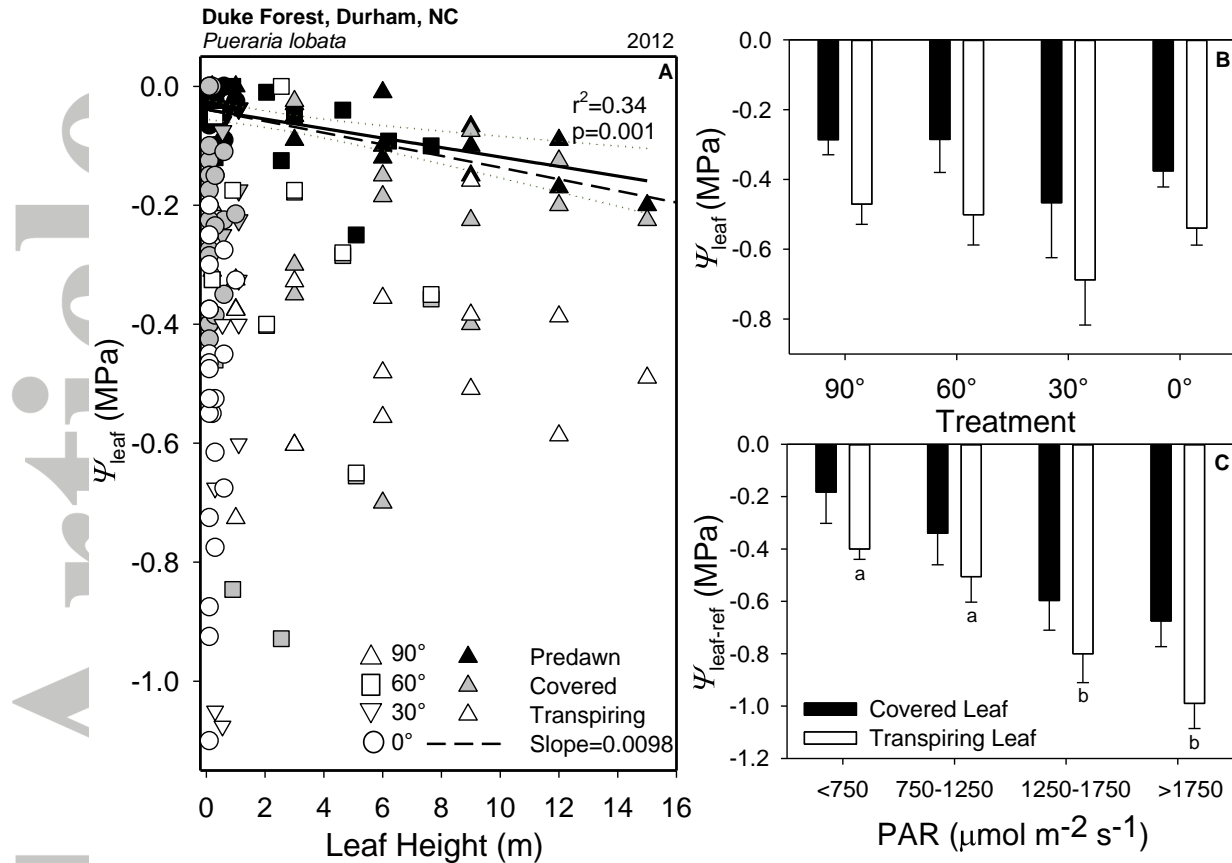 Duke Forest, Durham, NC
Pueraria lobata 2012
A
r²=0.34
p=0.001
0.0
-0.2
-0.4
-0.6
-0.8
-1.0
Ψleaf (MPa)
90° Predawn
60° Covered
30° Transpiring
0° Slope=0.0098
0 2 4 6 8 10 12 14 16
Leaf Height (m)
B
0.0
-0.2
-0.4
-0.6
-0.8
Ψleaf (MPa)
90° 60° 30° 0°
Treatment
C
0.0
-0.2
-0.4
-0.6
-0.8
-1.0
-1.2
Ψleaf-ref (MPa)
a a b b
Covered Leaf
Transpiring Leaf
<750 750-1250 1250-1750 >1750
PAR (μmol m⁻² s⁻¹)